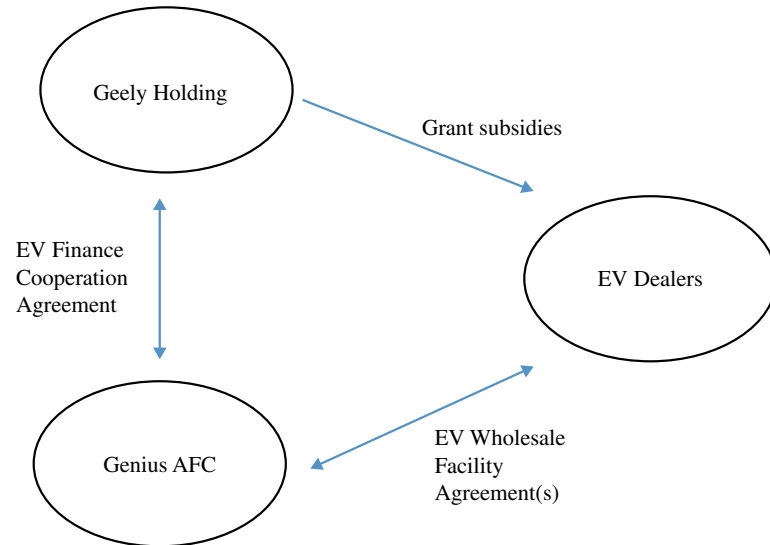 Geely Holding
Grant subsidies
EV Finance
Cooperation
Agreement
EV Dealers
Genius AFC
EV Wholesale
Facility
Agreement(s)